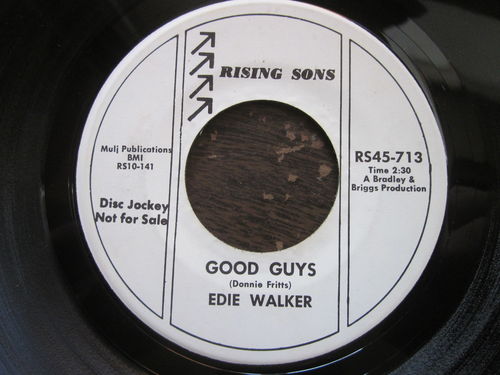 RISING SONS
Mulj Publications
BMI
RS10-141
Disc Jockey
Not for Sale
RS45-713
Time 2:30
A Bradley &
Briggs Production
GOOD GUYS
(Donnie Fritts)
EDIE WALKER